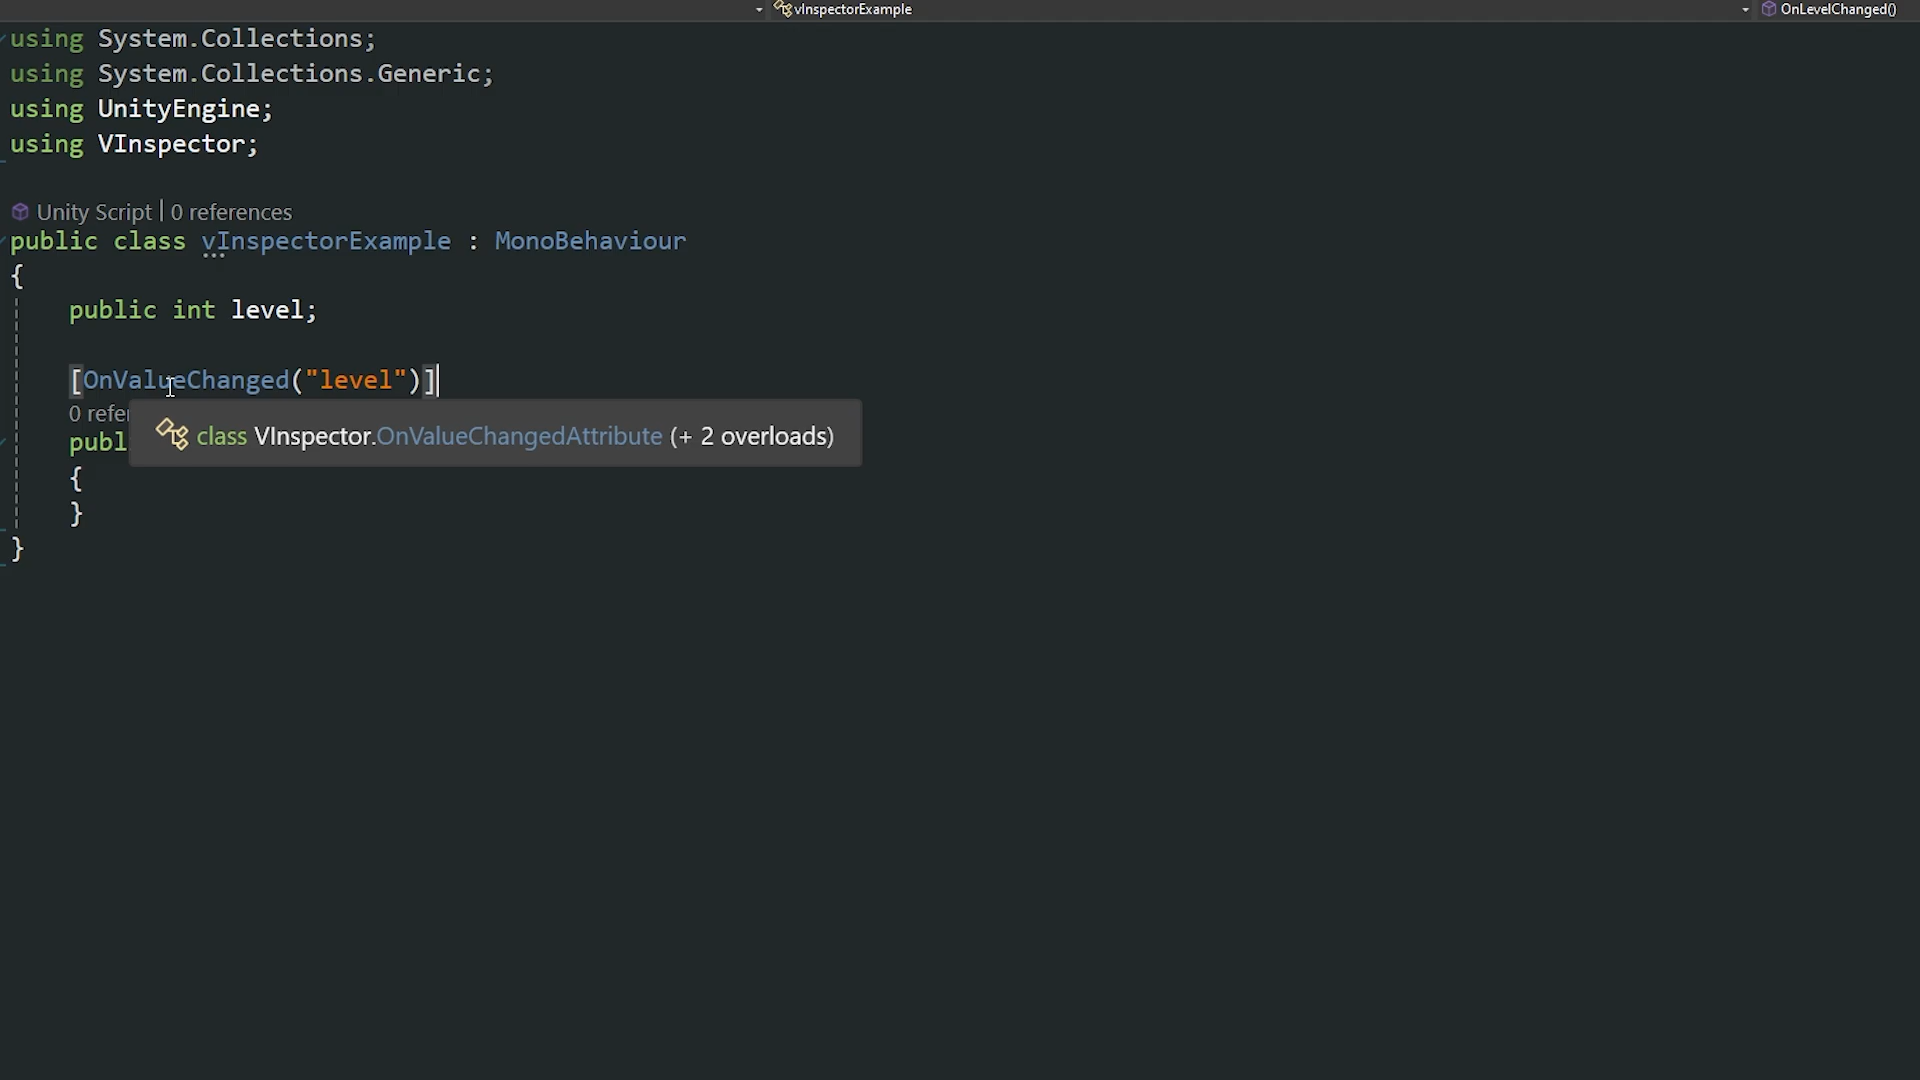 vInspectorExample
OnLevelChanged()
using System.Collections;
using System.Collections.Generic;
using UnityEngine;
using VInspector;
Unity Script | 0 references
public class vInspectorExample : MonoBehaviour
{
public int level;
[OnValueChanged("level")]
0 refer
class VInspector.OnValueChangedAttribute (+ 2 overloads)
publ
{
}
}